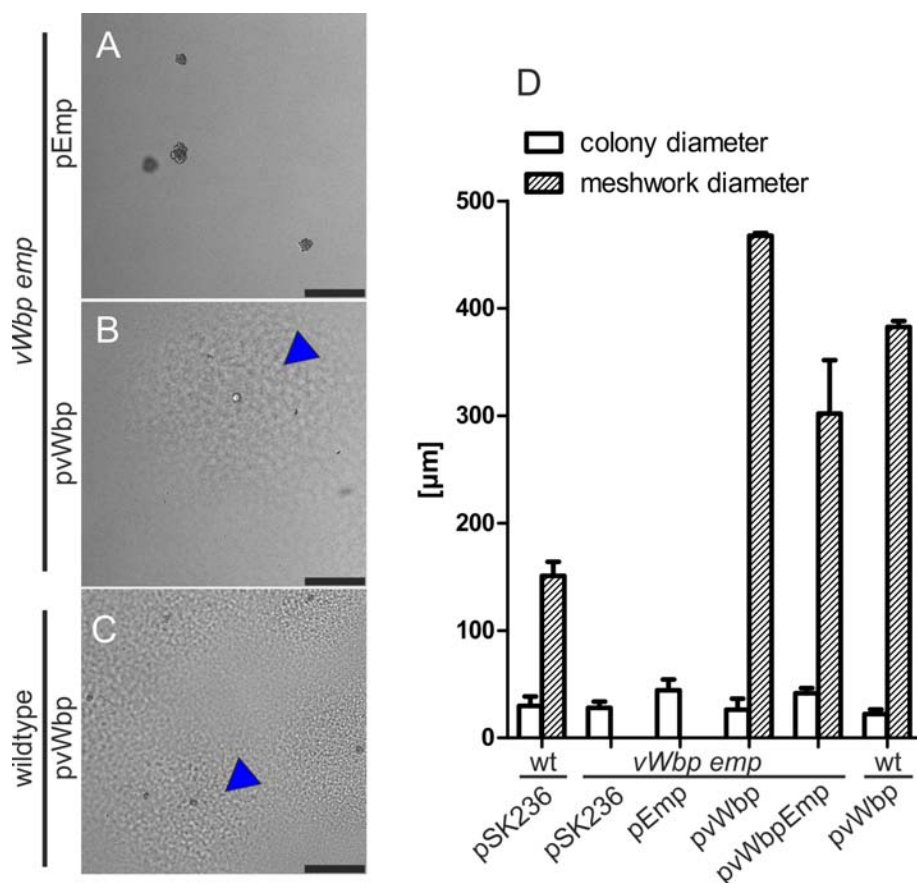 A
vWbp emp
pEmp
B
pvWbp
C
wildtype
pvWbp
D
colony diameter
meshwork diameter
500
400
300
200
100
0
[µm]
wt
vWbp emp
wt
pSK236
pSK236
pEmp
pvWbp
pvWbpEmp
pvWbp